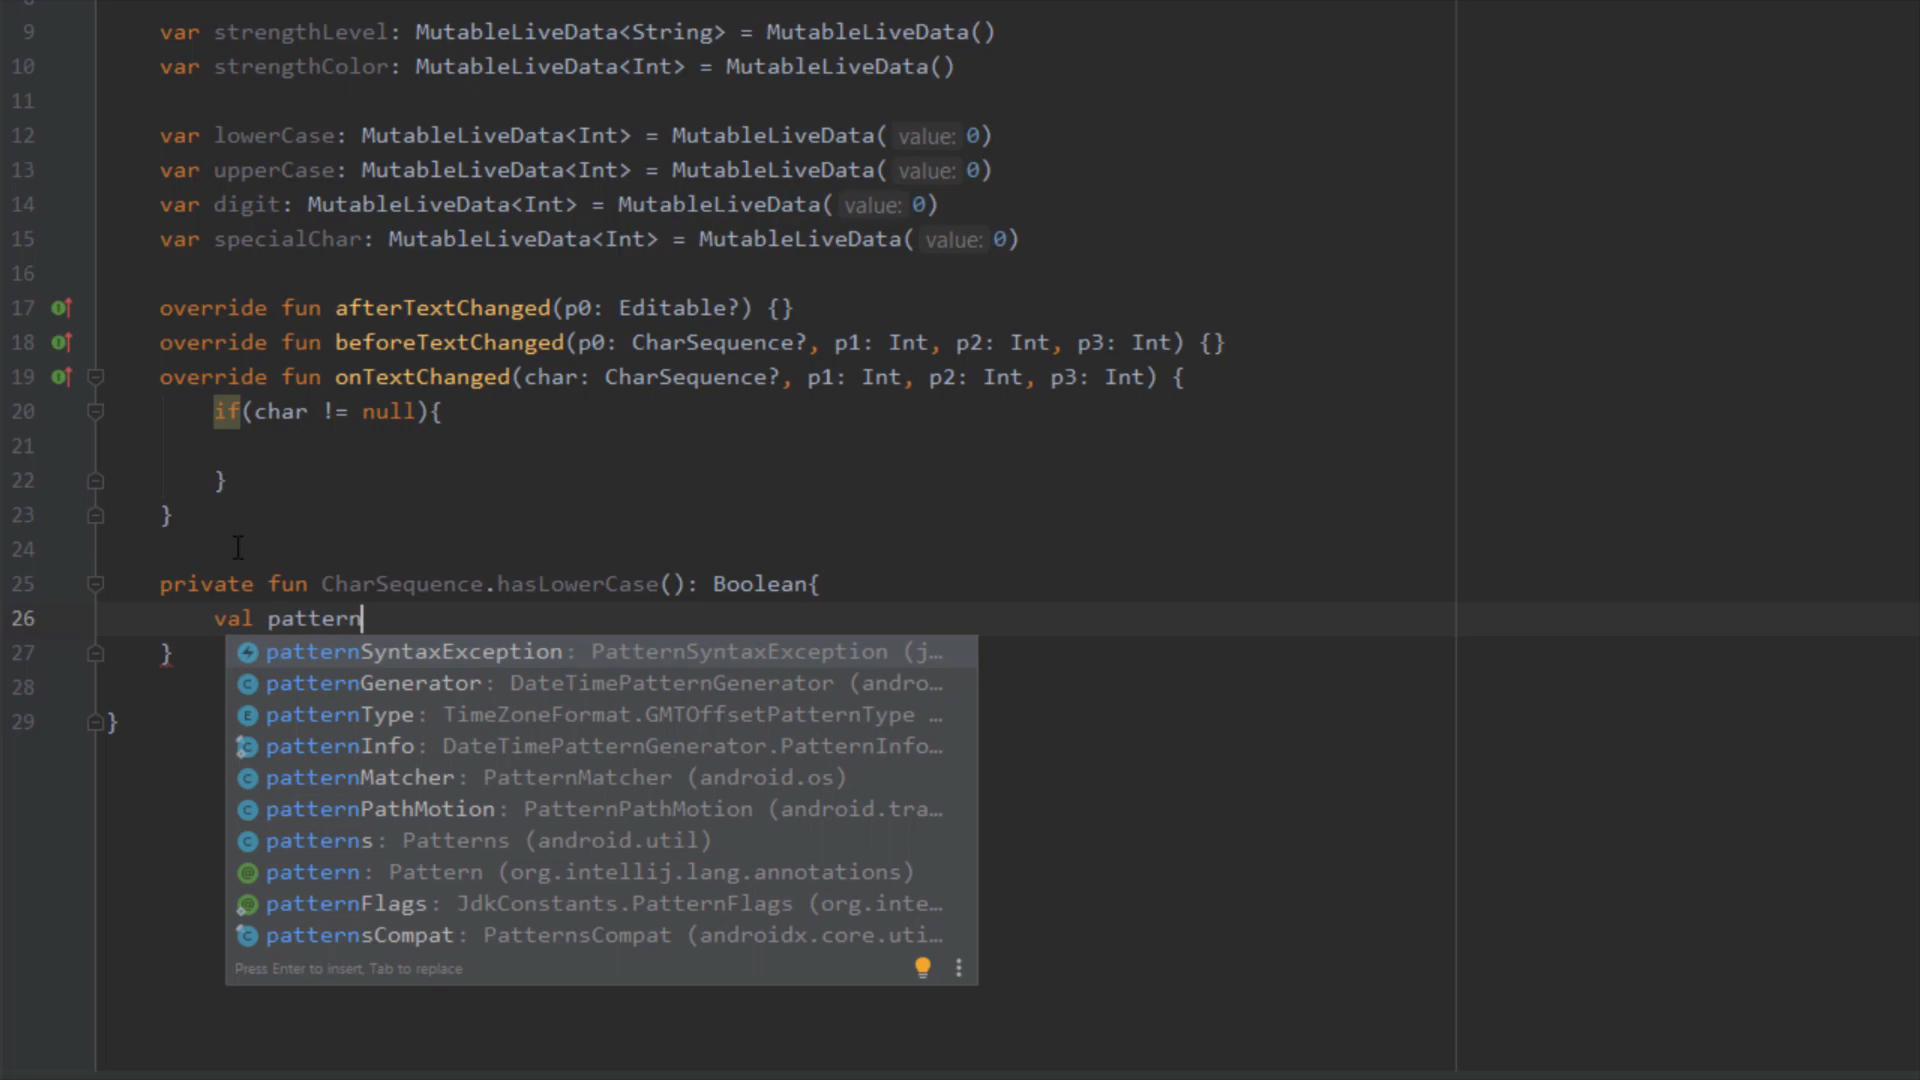 9 var strengthLevel: MutableLiveData<String> = MutableLiveData()
10 var strengthColor: MutableLiveData<Int> = MutableLiveData()
11
12 var lowerCase: MutableLiveData<Int> = MutableLiveData( value: 0)
13 var upperCase: MutableLiveData<Int> = MutableLiveData( value: 0)
14 var digit: MutableLiveData<Int> = MutableLiveData( value: 0)
15 var specialChar: MutableLiveData<Int> = MutableLiveData( value: 0)
16
17 override fun afterTextChanged(p0: Editable?) {}
18 override fun beforeTextChanged(p0: CharSequence?, p1: Int, p2: Int, p3: Int) {}
19 override fun onTextChanged(char: CharSequence?, p1: Int, p2: Int, p3: Int) {
20 if(char != null){
21
22 }
23 }
24
25 private fun CharSequence.hasLowerCase(): Boolean{
26 val pattern
27 }
patternSyntaxException: PatternSyntaxException (j…
patternGenerator: DateTimePatternGenerator (andro…
patternType: TimeZoneFormat.GMTOffsetPatternType …
patternInfo: DateTimePatternGenerator.PatternInfo…
patternMatcher: PatternMatcher (android.os)
patternPathMotion: PatternPathMotion (android.tra…
patterns: Patterns (android.util)
pattern: Pattern (org.intellij.lang.annotations)
patternFlags: JdkConstants.PatternFlags (org.inte…
patternsCompat: PatternsCompat (androidx.core.uti…
Press Enter to insert, Tab to replace
28
29 }